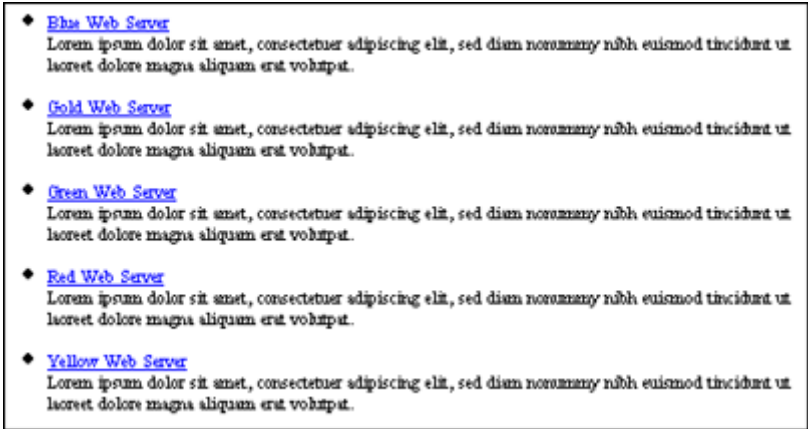 Blue Web Server
Lorem ipsum dolor sit amet, consectetuer adipiscing elit, sed diam nonummy nibh euismod tincidunt ut
laoreet dolore magna aliquam erat volutpat.
Gold Web Server
Lorem ipsum dolor sit amet, consectetuer adipiscing elit, sed diam nonummy nibh euismod tincidunt ut
laoreet dolore magna aliquam erat volutpat.
Green Web Server
Lorem ipsum dolor sit amet, consectetuer adipiscing elit, sed diam nonummy nibh euismod tincidunt ut
laoreet dolore magna aliquam erat volutpat.
Red Web Server
Lorem ipsum dolor sit amet, consectetuer adipiscing elit, sed diam nonummy nibh euismod tincidunt ut
laoreet dolore magna aliquam erat volutpat.
Yellow Web Server
Lorem ipsum dolor sit amet, consectetuer adipiscing elit, sed diam nonummy nibh euismod tincidunt ut
laoreet dolore magna aliquam erat volutpat.